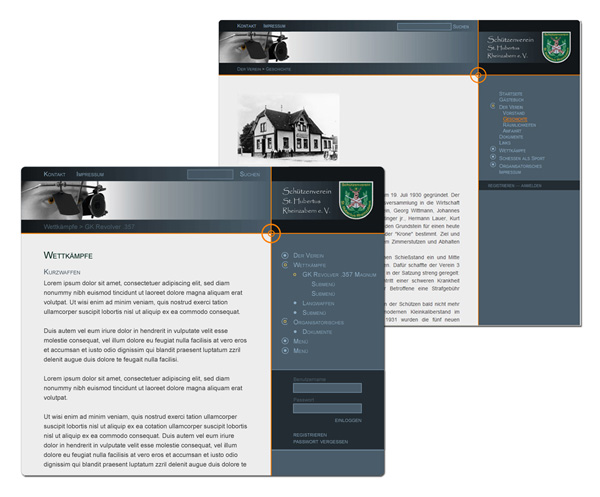 Kontakt Impressum Suchen
Schützenverein
St. Hubertus
Rheinzabern e.V.
Der Verein > Geschichte
Startseite
Gästebuch
Der Verein
Vorstand
Geschichte
Räumlichkeiten
Anfahrt
Dokumente
Links
Wettkämpfe
Schießen als Sport
Organisatorisches
Impressum
Registrieren Anmelden
m 19. Juli 1930 gegründet. Der
versammlung in die Wirtschaft
Georg Wittmann, Johannes
inger jr., Hermann Lauer, Kurt
den Grundstein für einen heute
der "Krone" bestimmt. Ziel und
m Zimmerstutzen und Abhalten
en Schießstand ein und Mitte
Dafür schaffte der Verein 3
in der Satzung streng geregelt.
tritt einer schweren Krankheit
Betroffene eine Strafgebühr
n der Schützen bald nicht mehr
modernen Kleinkaliberstand im
1931 wurden die fünf neuen
Kontakt Impressum Suchen
Schützenverein
St. Hubertus
Rheinzabern e.V.
Wettkämpfe > GK Revolver .357
Wettkämpfe
Kurzwaffen
Lorem ipsum dolor sit amet, consectetuer adipiscing elit, sed diam
nonummy nibh euismod tincidunt ut laoreet dolore magna aliquam erat
volutpat. Ut wisi enim ad minim veniam, quis nostrud exerci ullamcorper
suscipit lobortis nisl ut aliquip ex ea commodo consequat.
Duis autem vel eum iriure dolor in hendrerit in vulputate velit esse
molestie consequat, vel illum dolore eu feugiat nulla facilisis at vero eros
et accumsan et iusto odio dignissim qui blandit praesent luptatum zzril
delenit augue duis dolore te feugait nulla facilisi.
Lorem ipsum dolor sit amet, consectetuer adipiscing elit, sed diam
nonummy nibh euismod tincidunt ut laoreet dolore magna aliquam erat
volutpat.
Ut wisi enim ad minim veniam, quis nostrud exerci tation ullamcorper
suscipit lobortis nisl ut aliquip ex ea cotation ullamcorper suscipit lobortis
nisl ut aliquip ex ea commodo consequat. Duis autem vel eum iriure
dolor in hendrerit in vulputate velit esse molestie consequat, vel illum
dolore eu feugiat nulla facilisis at vero eros et accumsan et iusto odio
dignissim qui blandit praesent luptatum zzril delenit augue duis dolore te
Der Verein
Wettkämpfe
GK Revolver .357 Magnum
Submenü
Submenü
Langwaffen
Submenü
Organisatorisches
Dokumente
Menü
Menü
Benutzername
Passwort
einloggen
registrieren
passwort vergessen